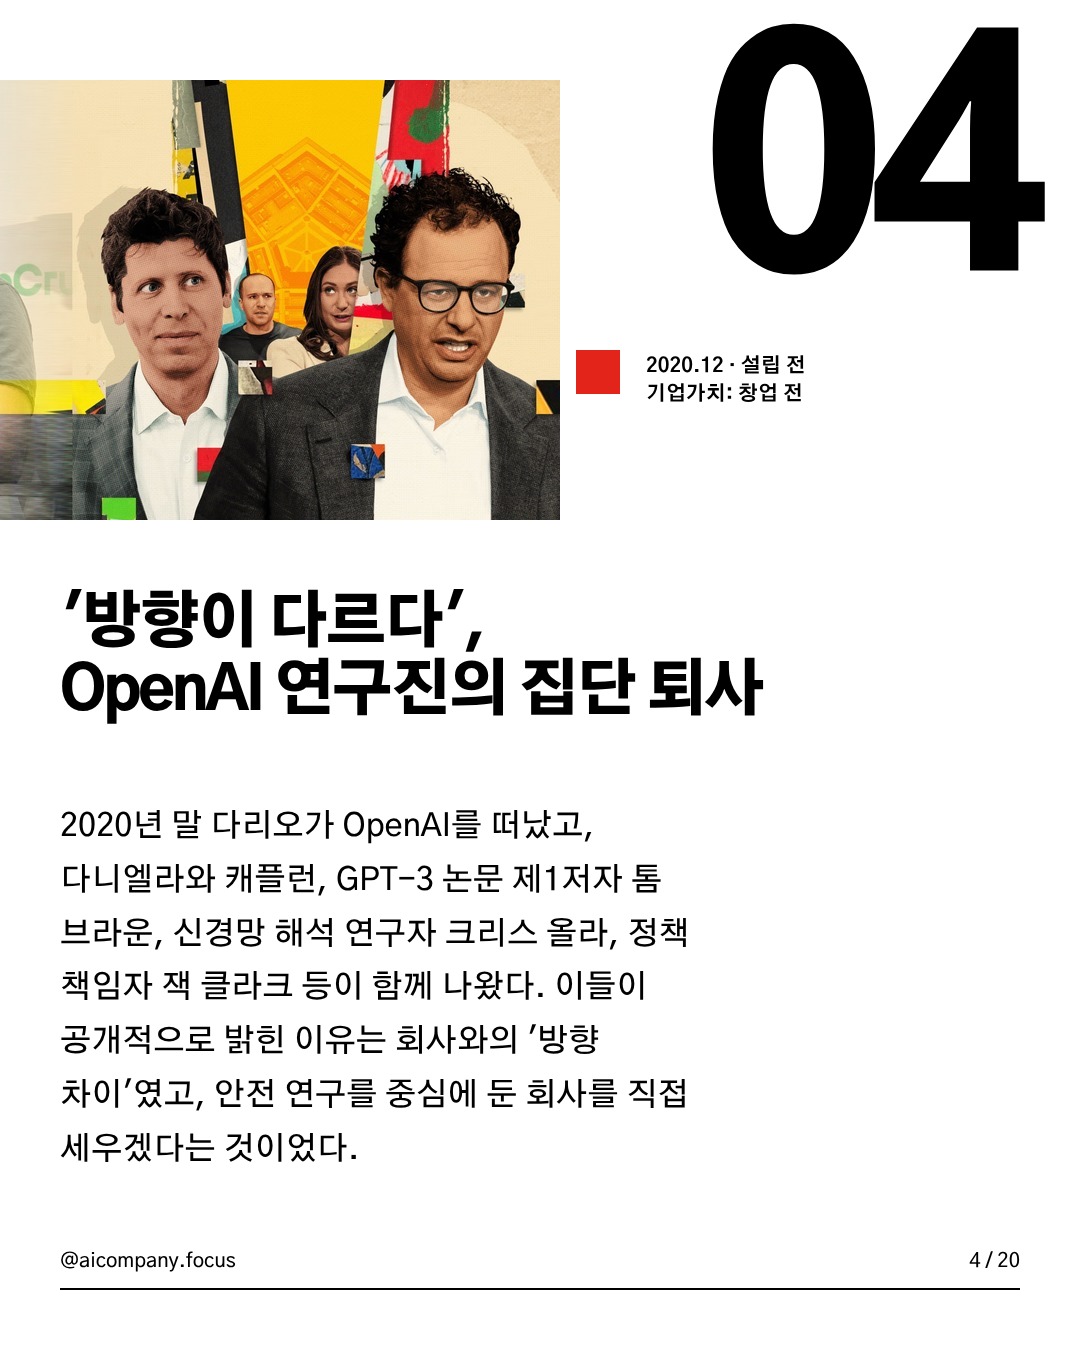 04
2020.12 · 설립 전
기업가치: 창업 전
'방향이 다르다',
OpenAI 연구진의 집단 퇴사
2020년 말 다리오가 OpenAI를 떠났고,
다니엘라와 캐플런, GPT-3 논문 제1저자 톰
브라운, 신경망 해석 연구자 크리스 올라, 정책
책임자 잭 클라크 등이 함께 나왔다. 이들이
공개적으로 밝힌 이유는 회사와의 '방향
차이'였고, 안전 연구를 중심에 둔 회사를 직접
세우겠다는 것이었다.
@aicompany.focus
4 / 20